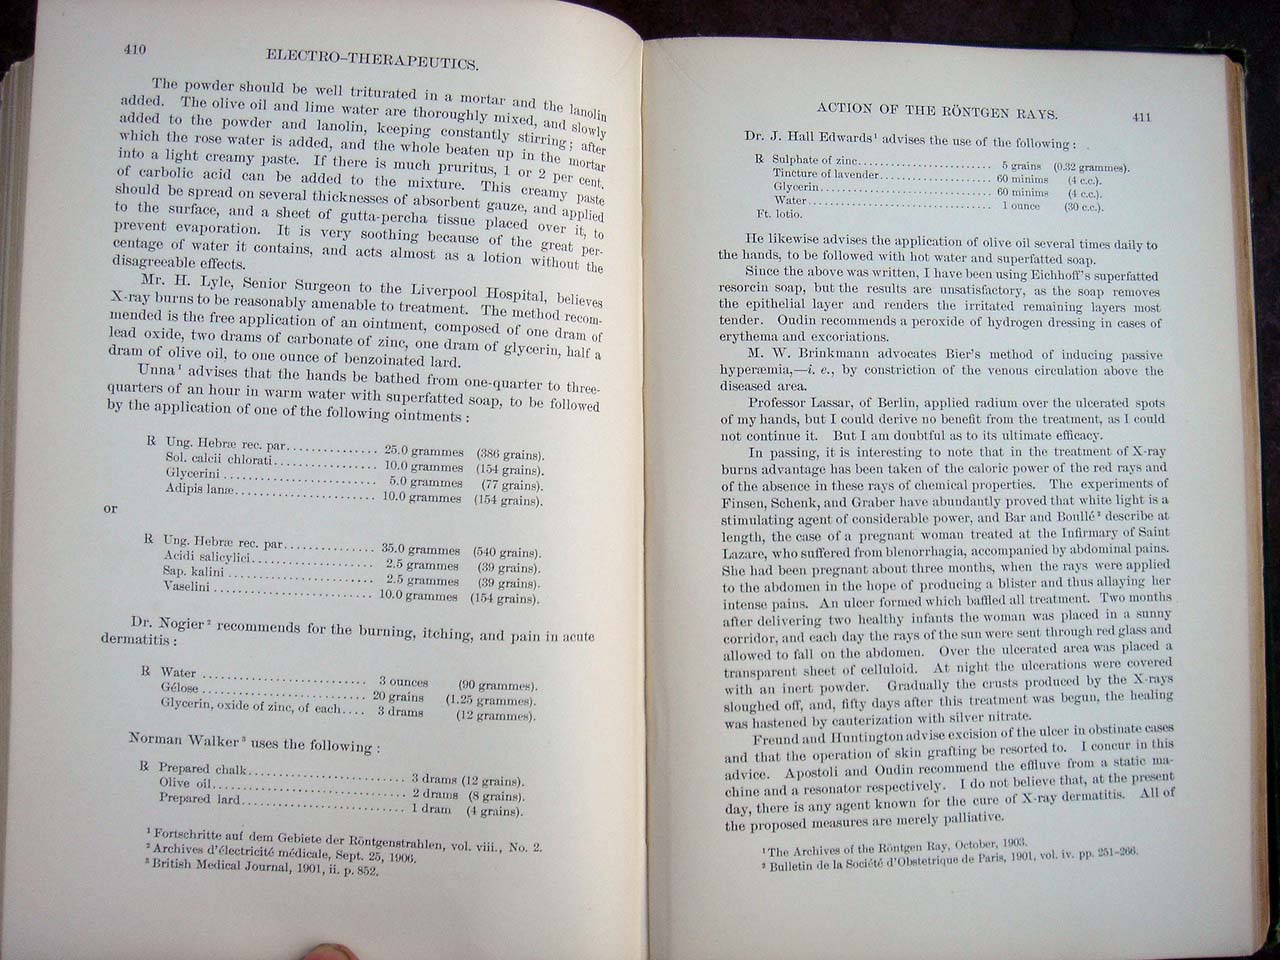 410
ELECTRO-THERAPEUTICS.
The powder should be well triturated in a mortar and the lanolin
added. The olive oil and lime water are thoroughly mixed, and slowly
added to the powder and lanolin, keeping constantly stirring; after
which the rose water is added, and the whole beaten up in the mortar
into a light creamy paste. If there is much pruritus, 1 or 2 per cent.
of carbolic acid can be added to the mixture. This creamy paste
should be spread on several thicknesses of absorbent gauze, and applied
to the surface, and a sheet of gutta-percha tissue placed over it, to
prevent evaporation. It is very soothing because of the great per-
centage of water it contains, and acts almost as a lotion without the
disagreeable effects.
Mr. H. Lyle, Senior Surgeon to the Liverpool Hospital, believes
X-ray burns to be reasonably amenable to treatment. The method recom-
mended is the free application of an ointment, composed of one dram of
lead oxide, two drams of carbonate of zinc, one dram of glycerin, half a
dram of olive oil, to one ounce of benzoinated lard.
Unna¹ advises that the hands be bathed from one-quarter to three-
quarters of an hour in warm water with superfatted soap, to be followed
by the application of one of the following ointments:
℞ Ung. Hebræ rec. par................ 25.0 grammes (386 grains).
Sol. calcii chlorati.................. 10.0 grammes (154 grains).
Glycerini ........................... 5.0 grammes (77 grains).
Adipis lanæ........................ 10.0 grammes (154 grains).
or
℞ Ung. Hebræ rec. par............... 35.0 grammes (540 grains).
Acidi salicylici..................... 2.5 grammes (39 grains).
Sap. kalini ........................ 2.5 grammes (39 grains).
Vaselini ........................... 10.0 grammes (154 grains).
Dr. Nogier² recommends for the burning, itching, and pain in acute
dermatitis:
℞ Water ........................... 3 ounces (90 grammes).
Gélose ........................... 20 grains (1.25 grammes).
Glycerin, oxide of zinc, of each.... 3 drams (12 grammes).
Norman Walker³ uses the following:
℞ Prepared chalk.......................... 3 drams (12 grains).
Olive oil................................ 2 drams (8 grains).
Prepared lard........................... 1 dram (4 grains).
¹ Fortschritte auf dem Gebiete der Röntgenstrahlen, vol. viii., No. 2.
² Archives d'électricité médicale, Sept. 25, 1906.
³ British Medical Journal, 1901, ii. p. 852.
ACTION OF THE RÖNTGEN RAYS.
411
Dr. J. Hall Edwards¹ advises the use of the following:
℞ Sulphate of zinc........................ 5 grains (0.32 grammes).
Tincture of lavender.................... 60 minims (4 c.c.).
Glycerin............................... 60 minims (4 c.c.).
Water.................................. 1 ounce (30 c.c.).
Ft. lotio.
He likewise advises the application of olive oil several times daily to
the hands, to be followed with hot water and superfatted soap.
Since the above was written, I have been using Eichhoff's superfatted
resorcin soap, but the results are unsatisfactory, as the soap removes
the epithelial layer and renders the irritated remaining layers most
tender. Oudin recommends a peroxide of hydrogen dressing in cases of
erythema and excoriations.
M. W. Brinkmann advocates Bier's method of inducing passive
hyperæmia,—i. e., by constriction of the venous circulation above the
diseased area.
Professor Lassar, of Berlin, applied radium over the ulcerated spots
of my hands, but I could derive no benefit from the treatment, as I could
not continue it. But I am doubtful as to its ultimate efficacy.
In passing, it is interesting to note that in the treatment of X-ray
burns advantage has been taken of the caloric power of the red rays and
of the absence in these rays of chemical properties. The experiments of
Finsen, Schenk, and Graber have abundantly proved that white light is a
stimulating agent of considerable power, and Bar and Boullé² describe at
length, the case of a pregnant woman treated at the Infirmary of Saint
Lazare, who suffered from blenorrhagia, accompanied by abdominal pains.
She had been pregnant about three months, when the rays were applied
to the abdomen in the hope of producing a blister and thus allaying her
intense pains. An ulcer formed which baffled all treatment. Two months
after delivering two healthy infants the woman was placed in a sunny
corridor, and each day the rays of the sun were sent through red glass and
allowed to fall on the abdomen. Over the ulcerated area was placed a
transparent sheet of celluloid. At night the ulcerations were covered
with an inert powder. Gradually the crusts produced by the X-rays
sloughed off, and, fifty days after this treatment was begun, the healing
was hastened by cauterization with silver nitrate.
Freund and Huntington advise excision of the ulcer in obstinate cases
and that the operation of skin grafting be resorted to. I concur in this
advice. Apostoli and Oudin recommend the effluve from a static ma-
chine and a resonator respectively. I do not believe that, at the present
day, there is any agent known for the cure of X-ray dermatitis. All of
the proposed measures are merely palliative.
¹ The Archives of the Röntgen Ray, October, 1903.
² Bulletin de la Société d'Obstetrique de Paris, 1901, vol. iv. pp. 251-266.